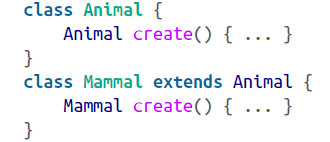 class Animal {
    Animal create() { ... }
}
class Mammal extends Animal {
    Mammal create() { ... }
}